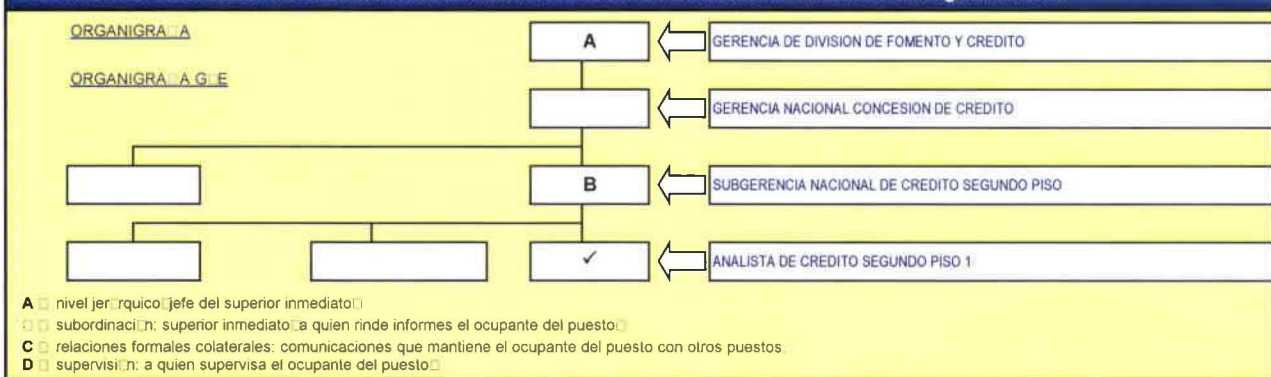 ORGANIGRA□A
A
GERENCIA DE DIVISION DE FOMENTO Y CREDITO
ORGANIGRA□A G□E
GERENCIA NACIONAL CONCESION DE CREDITO
B
SUBGERENCIA NACIONAL DE CREDITO SEGUNDO PISO
✓
ANALISTA DE CREDITO SEGUNDO PISO 1
A □ nivel jer□rquico□jefe del superior inmediato□
□ □ subordinaci□n: superior inmediato□a quien rinde informes el ocupante del puesto□
C □ relaciones formales colaterales: comunicaciones que mantiene el ocupante del puesto con otros puestos.
D □ supervisi□n: a quien supervisa el ocupante del puesto□